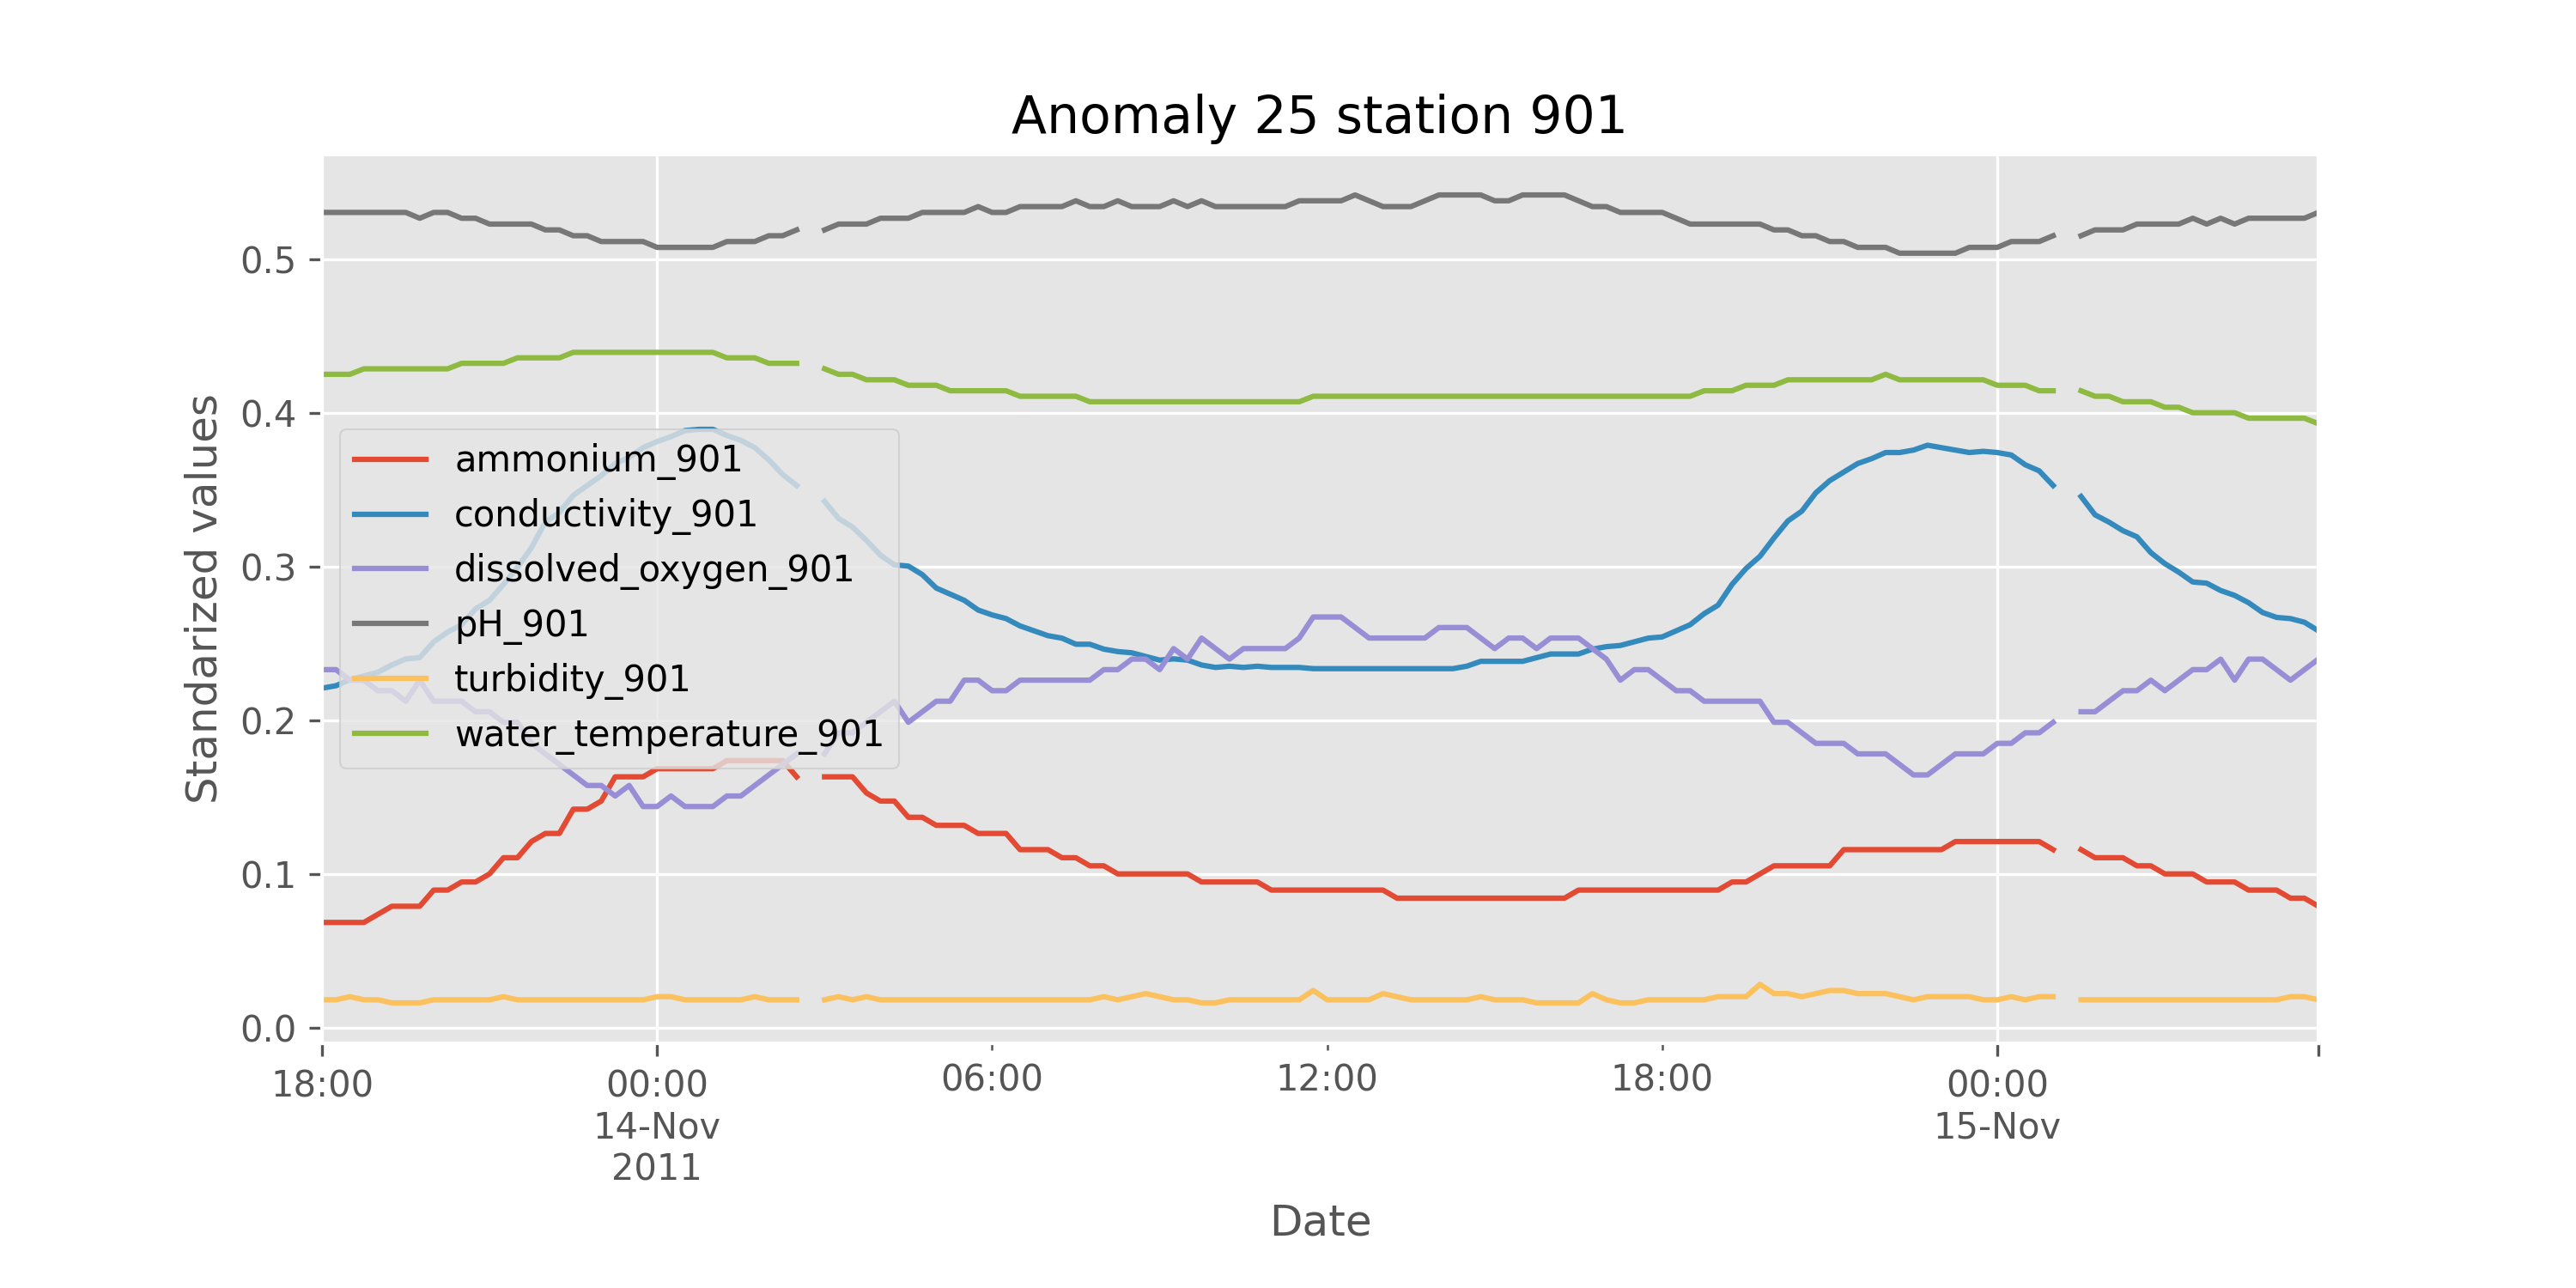 Anomaly 25 station 901
Standarized values
0.5
0.4
0.3
0.2
0.1
0.0
ammonium_901
conductivity_901
dissolved_oxygen_901
pH_901
turbidity_901
water_temperature_901
18:00
00:00
14-Nov
2011
06:00
12:00
18:00
00:00
15-Nov
Date